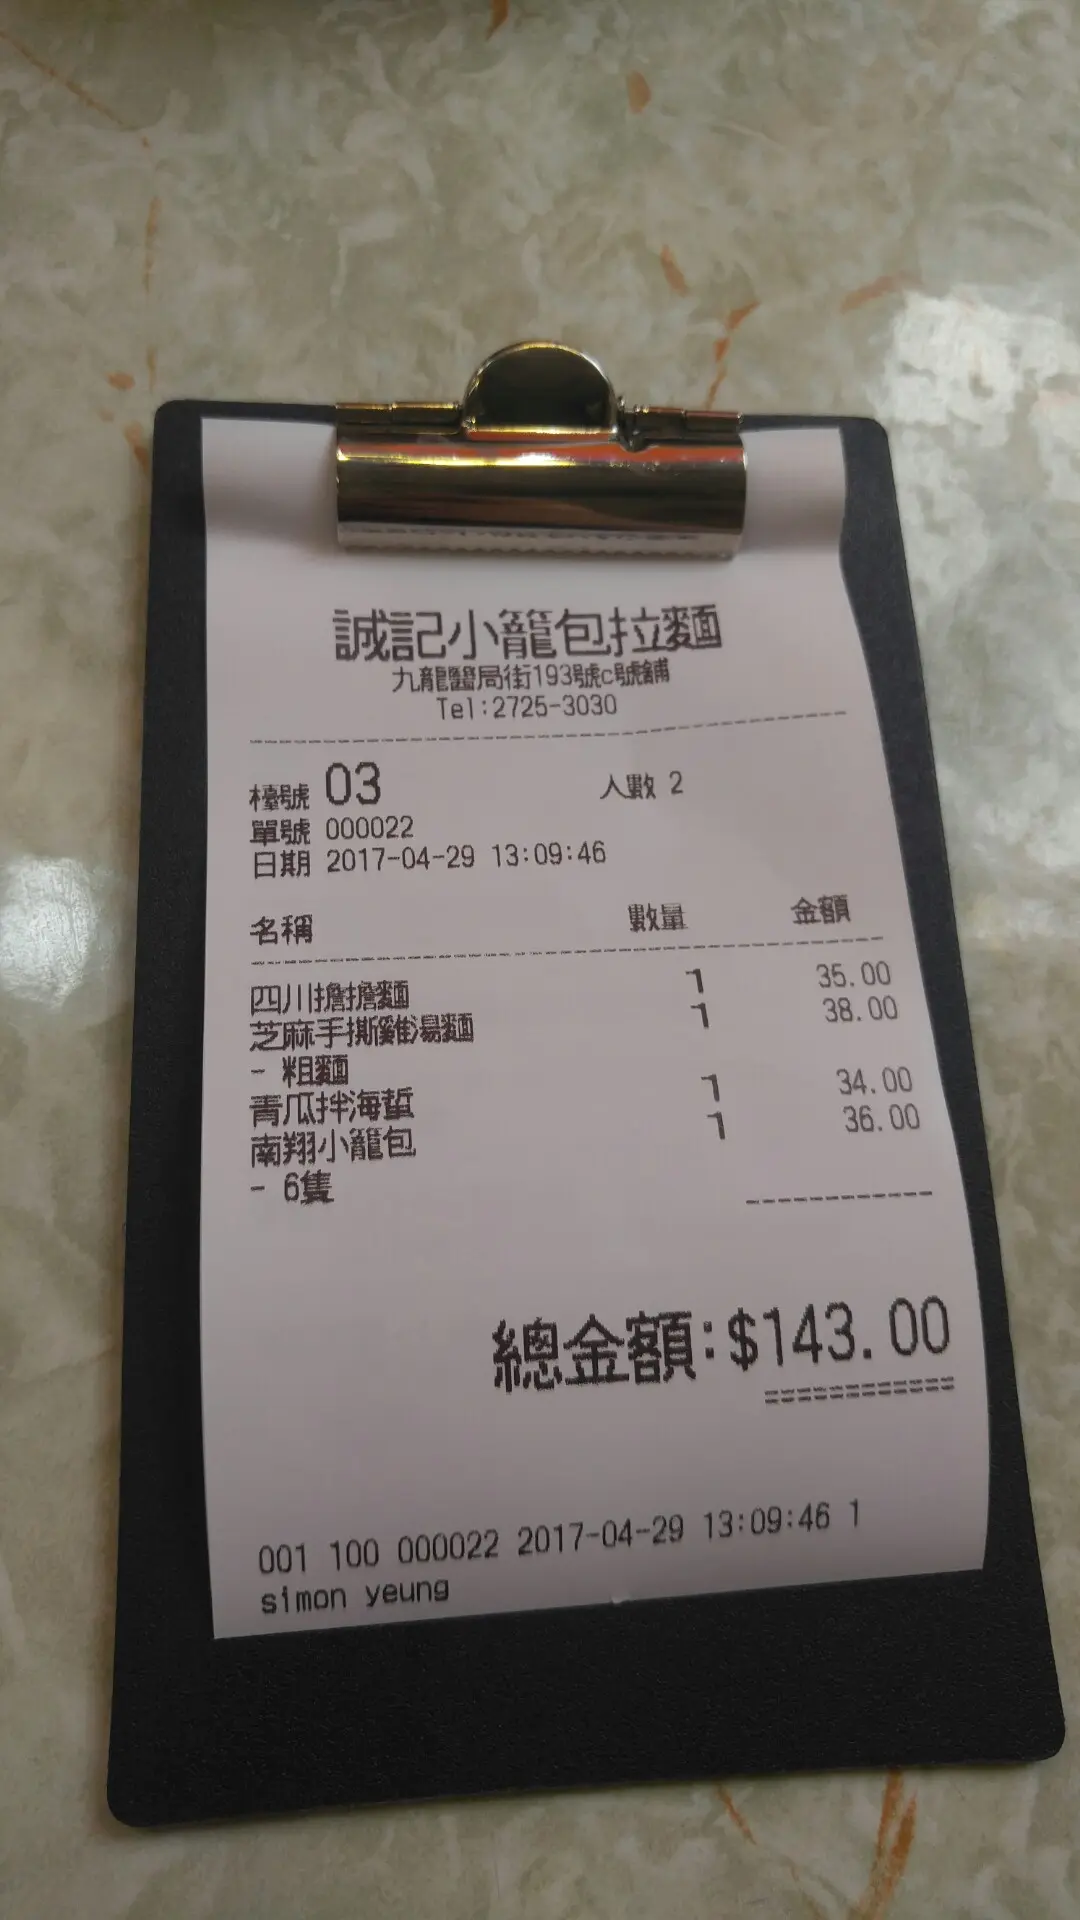 誠記小籠包拉麵
九龍醫局街193號c號舖
Tel:2725-3030
檯號 03 人數 2
單號 000022
日期 2017-04-29 13:09:46
名稱 數量 金額
四川擔擔麵 1 35.00
芝麻手撕雞湯麵 1 38.00
- 粗麵
青瓜拌海蜇 1 34.00
南翔小籠包 1 36.00
- 6隻
總金額:$143.00
001 100 000022 2017-04-29 13:09:46 1
simon yeung